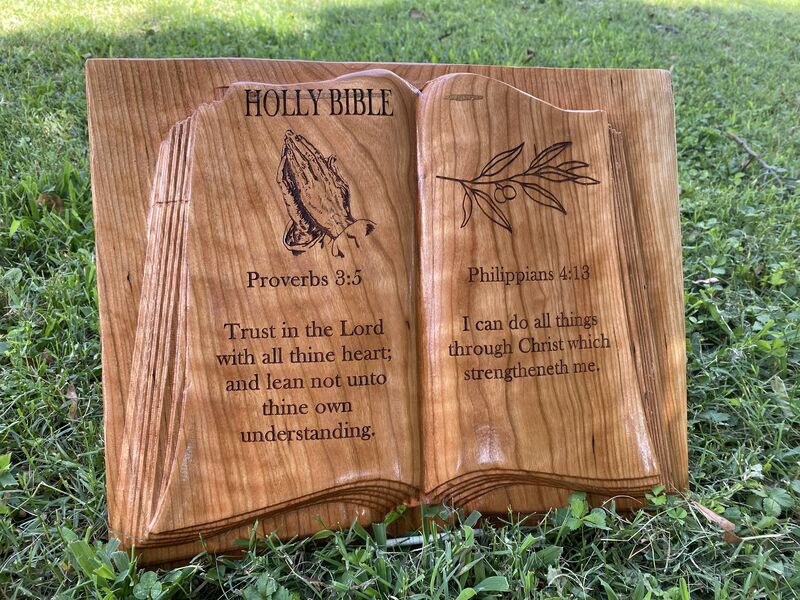 HOLLY BIBLE
Proverbs 3:5
Trust in the Lord
with all thine heart;
and lean not unto
thine own
understanding.
Philippians 4:13
I can do all things
through Christ which
strengtheneth me.